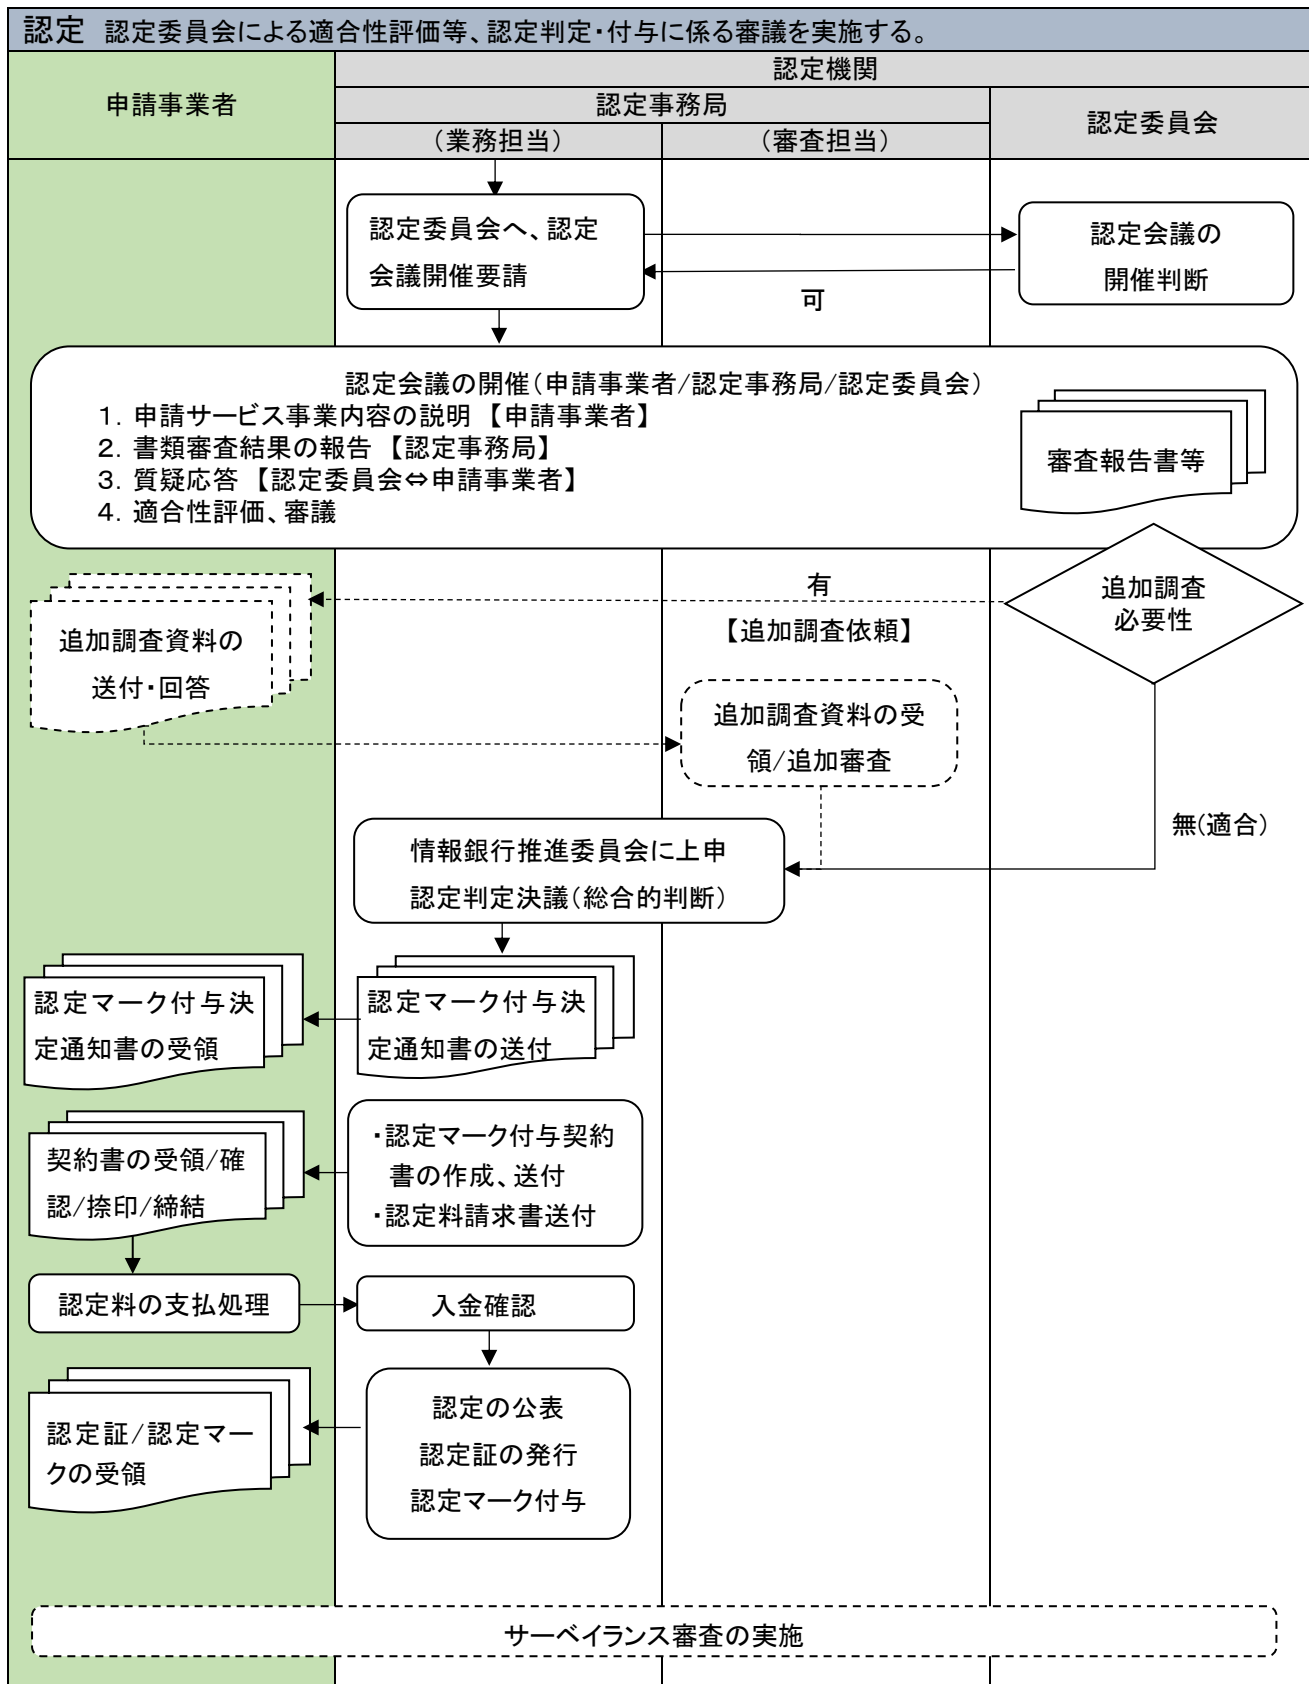 認定 認定委員会による適合性評価等、認定判定・付与に係る審議を実施する。
申請事業者
認定機関
認定事務局
認定委員会
（業務担当）
（審査担当）
認定委員会へ、認定
会議開催要請
認定会議の
開催判断
可
認定会議の開催（申請事業者/認定事務局/認定委員会）
１．申請サービス事業内容の説明 【申請事業者】
２．書類審査結果の報告 【認定事務局】
３．質疑応答 【認定委員会⇔申請事業者】
４．適合性評価、審議
審査報告書等
追加調査
必要性
有
【追加調査依頼】
追加調査資料の
送付・回答
追加調査資料の受
領/追加審査
無(適合）
情報銀行推進委員会に上申
認定判定決議（総合的判断）
認定マーク付与決
定通知書の送付
認定マーク付与決
定通知書の受領
・認定マーク付与契約
書の作成、送付
・認定料請求書送付
契約書の受領/確
認/捺印/締結
認定料の支払処理
入金確認
認定の公表
認定証の発行
認定マーク付与
認定証/認定マー
クの受領
サーベイランス審査の実施